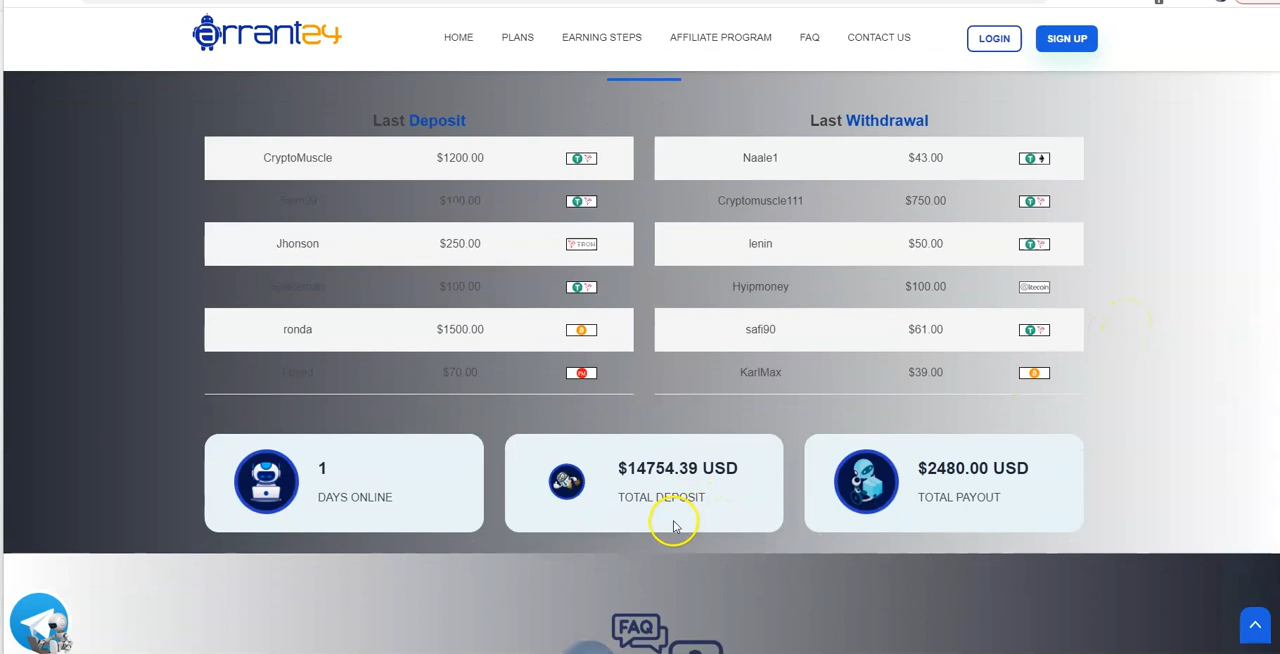 arrant24
HOME PLANS EARNING STEPS AFFILIATE PROGRAM FAQ CONTACT US LOGIN SIGN UP
Last Deposit
CryptoMuscle $1200.00
$100.00
Jhonson $250.00 TRON
$100.00
ronda $1500.00
$70.00 PM
Last Withdrawal
Naale1 $43.00
Cryptomuscle111 $750.00
lenin $50.00
Hyipmoney $100.00 litecoin
safi90 $61.00
KarlMax $39.00
1
DAYS ONLINE
$14754.39 USD
TOTAL DEPOSIT
$2480.00 USD
TOTAL PAYOUT
FAQ